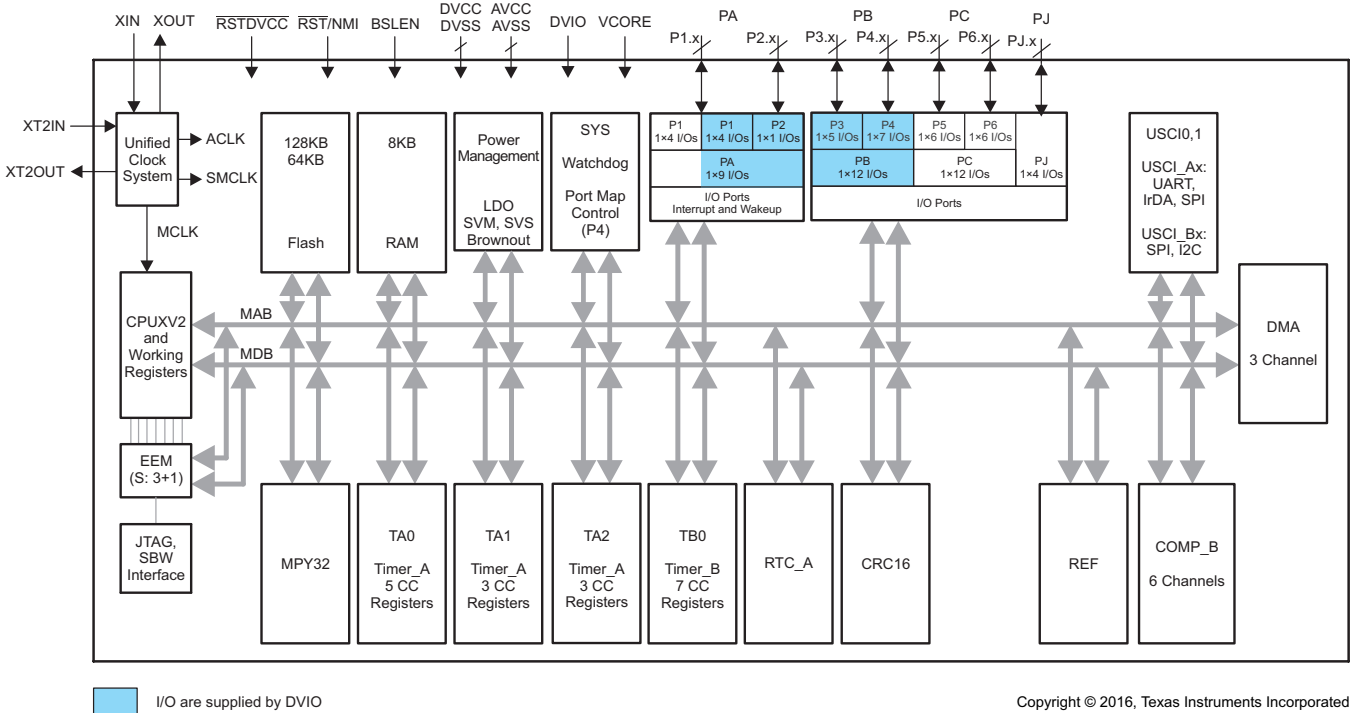 XIN
XOUT
RSTDVCC
RST/NMI
BSLEN
DVCC
DVSS
AVCC
AVSS
DVIO
VCORE
PA
P1.x
P2.x
PB
P3.x
P4.x
PC
P5.x
P6.x
PJ
PJ.x
XT2IN
XT2OUT
Unified
Clock
System
ACLK
SMCLK
MCLK
128KB
64KB
Flash
8KB
RAM
Power
Management
LDO
SVM, SVS
Brownout
SYS
Watchdog
Port Map
Control
(P4)
P1
1×4 I/Os
P1
1×4 I/Os
P2
1×1 I/Os
PA
1×9 I/Os
I/O Ports
Interrupt and Wakeup
P3
1×5 I/Os
P4
1×7 I/Os
P5
1×6 I/Os
P6
1×6 I/Os
PB
1×12 I/Os
PC
1×12 I/Os
PJ
1×4 I/Os
I/O Ports
USCI0,1
USCI_Ax:
UART,
IrDA, SPI
USCI_Bx:
SPI, I2C
CPUXV2
and
Working
Registers
MAB
MDB
DMA
3 Channel
EEM
(S: 3+1)
JTAG,
SBW
Interface
MPY32
TA0
Timer_A
5 CC
Registers
TA1
Timer_A
3 CC
Registers
TA2
Timer_A
3 CC
Registers
TB0
Timer_B
7 CC
Registers
RTC_A
CRC16
REF
COMP_B
6 Channels
I/O are supplied by DVIO
Copyright © 2016, Texas Instruments Incorporated